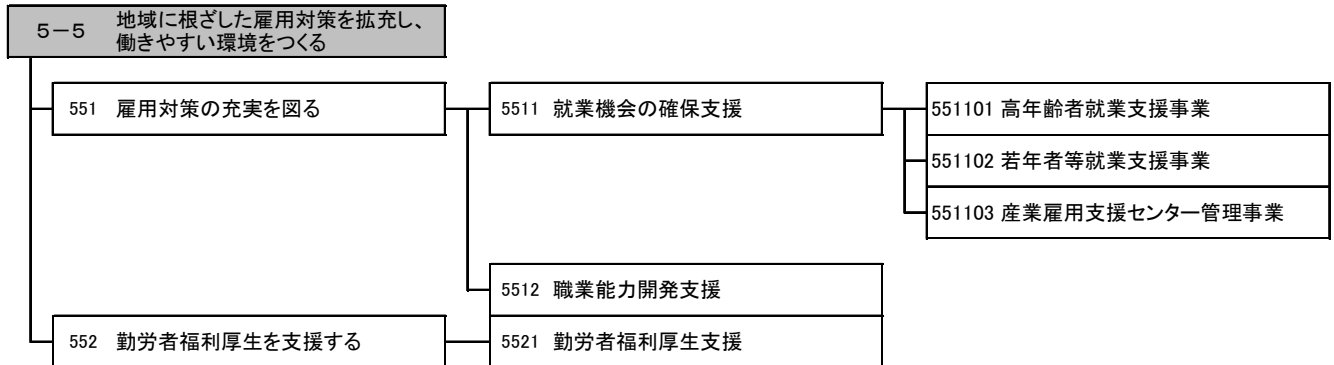 5－5 地域に根ざした雇用対策を拡充し、
働きやすい環境をつくる
551 雇用対策の充実を図る
5511 就業機会の確保支援
551101 高年齢者就業支援事業
551102 若年者等就業支援事業
551103 産業雇用支援センター管理事業
5512 職業能力開発支援
552 勤労者福利厚生を支援する
5521 勤労者福利厚生支援